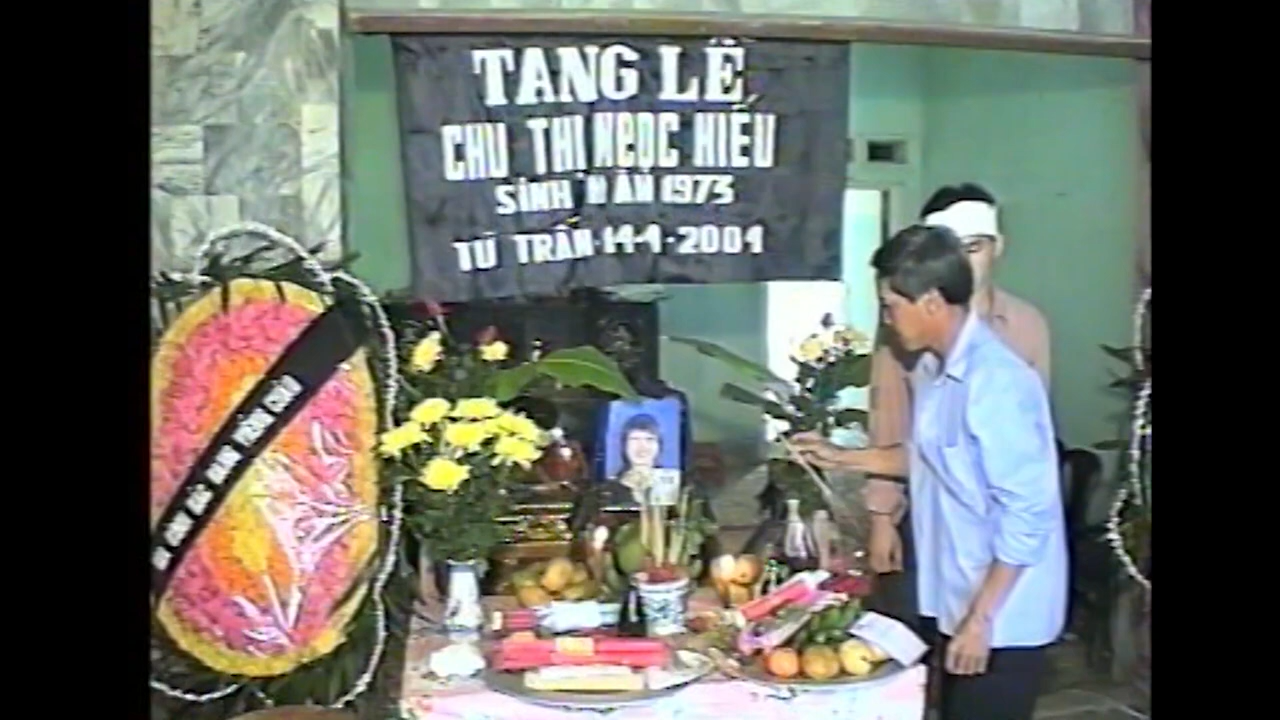 TANG LỄ
CHU THỊ NGỌC HIẾU
SINH NĂM 1973
TỪ TRẦN 14-4-2004